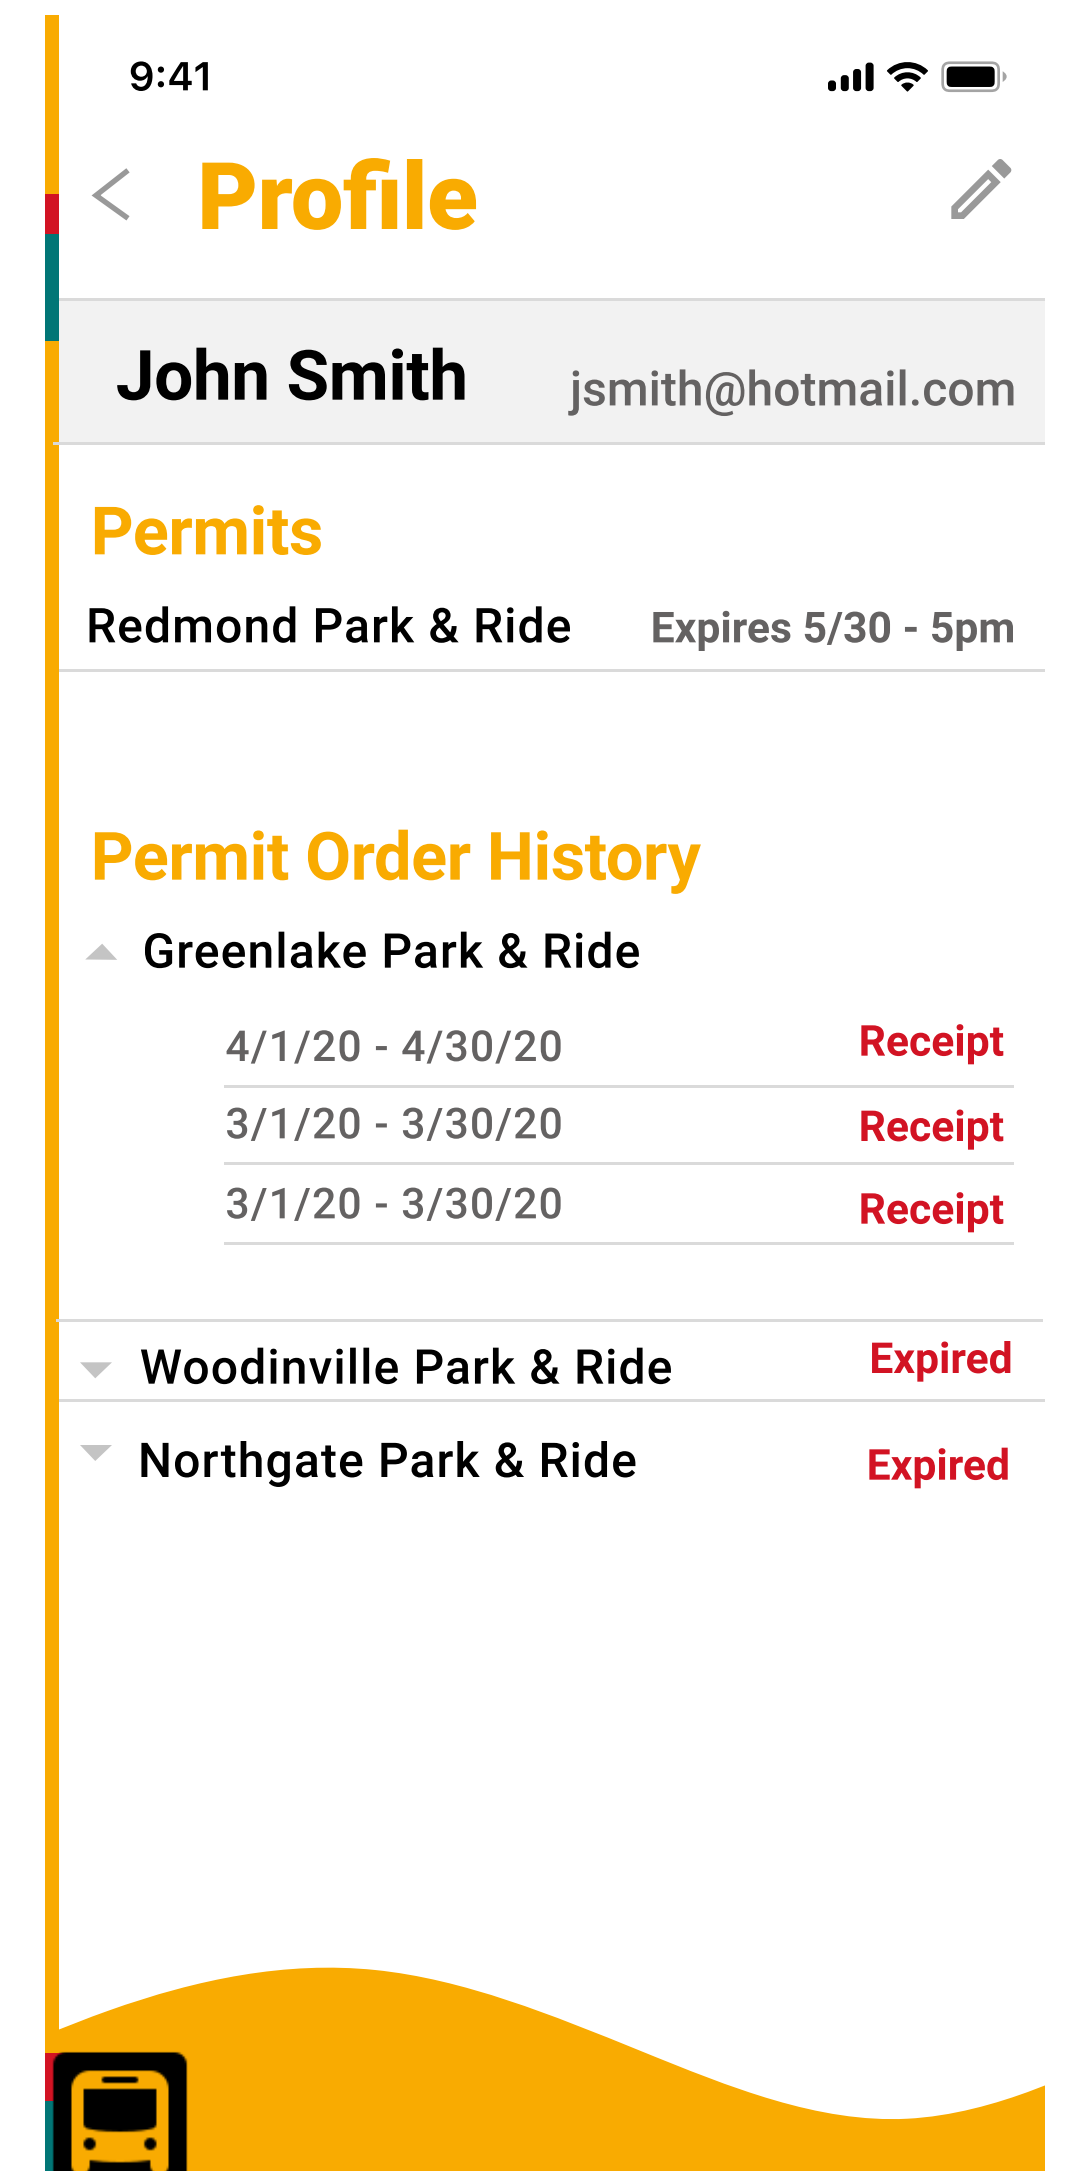 9:41
Profile
John Smith jsmith@hotmail.com
Permits
Redmond Park & Ride Expires 5/30 - 5pm
Permit Order History
Greenlake Park & Ride
4/1/20 - 4/30/20 Receipt
3/1/20 - 3/30/20 Receipt
3/1/20 - 3/30/20 Receipt
Woodinville Park & Ride Expired
Northgate Park & Ride Expired